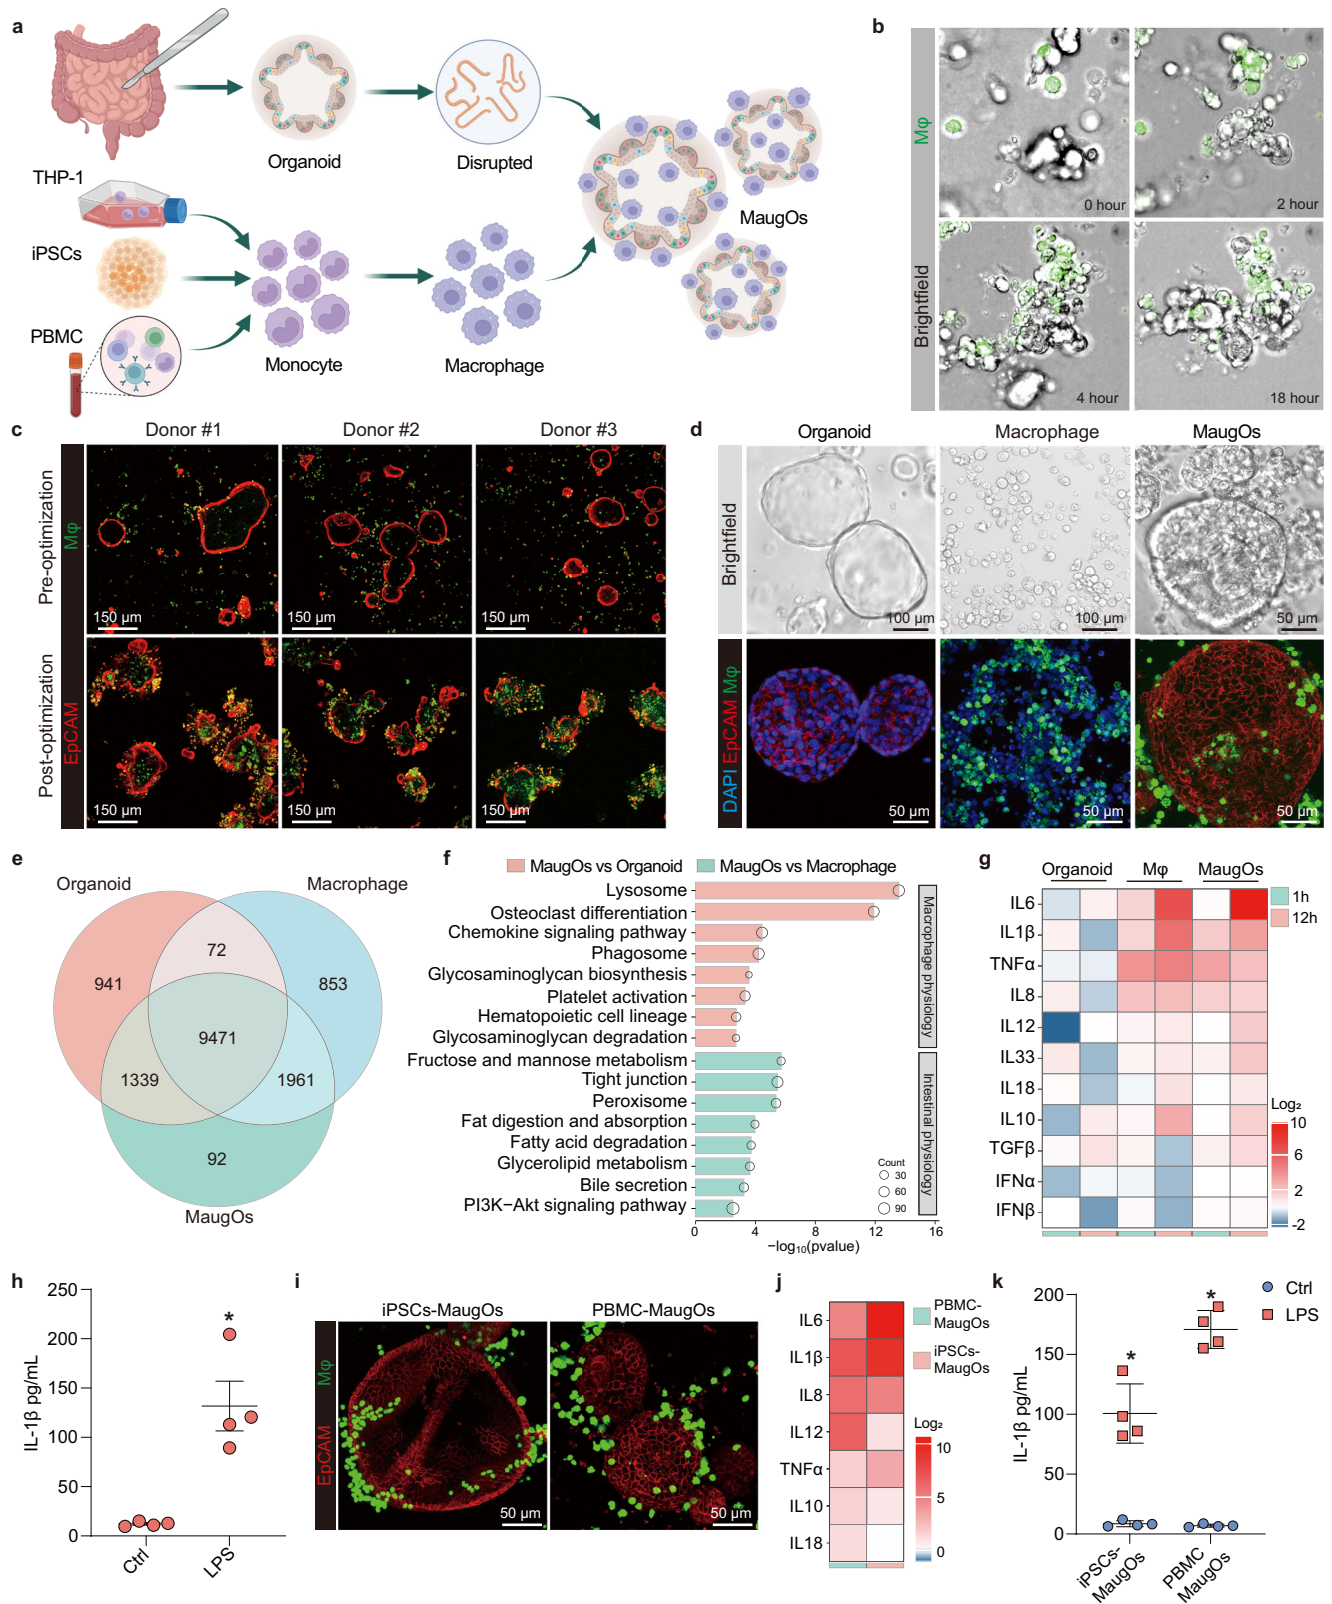 a
Organoid
Disrupted
THP-1
iPSCs
PBMC
Monocyte
Macrophage
MaugOs
b
Mφ
Brightfield
0 hour
2 hour
4 hour
18 hour
c
Donor #1
Donor #2
Donor #3
Pre-optimization
Post-optimization
Mφ
EpCAM
150 µm
150 µm
150 µm
150 µm
150 µm
150 µm
d
Organoid
Macrophage
MaugOs
Brightfield
DAPI EpCAM Mφ
100 µm
100 µm
50 µm
50 µm
50 µm
50 µm
e
Organoid
Macrophage
72
941
853
9471
1339
1961
92
MaugOs
f
MaugOs vs Organoid
MaugOs vs Macrophage
Lysosome
Osteoclast differentiation
Chemokine signaling pathway
Phagosome
Glycosaminoglycan biosynthesis
Platelet activation
Hematopoietic cell lineage
Glycosaminoglycan degradation
Fructose and mannose metabolism
Tight junction
Peroxisome
Fat digestion and absorption
Fatty acid degradation
Glycerolipid metabolism
Bile secretion
PI3K−Akt signaling pathway
Macrophage physiology
Intestinal physiology
Count
30
60
90
0 4 8 12 16
−log₁₀(pvalue)
g
Organoid
Mφ
MaugOs
1h
12h
IL6
IL1β
TNFα
IL8
IL12
IL33
IL18
IL10
TGFβ
IFNα
IFNβ
Log₂
10
6
2
-2
h
IL-1β pg/mL
250
200
150
100
50
0
*
Ctrl
LPS
i
iPSCs-MaugOs
PBMC-MaugOs
Mφ
EpCAM
50 µm
50 µm
j
IL6
IL1β
IL8
IL12
TNFα
IL10
IL18
PBMC-
MaugOs
iPSCs-
MaugOs
Log₂
10
5
0
k
Ctrl
LPS
IL-1β pg/mL
200
150
100
50
0
*
*
iPSCs-
MaugOs
PBMC
MaugOs